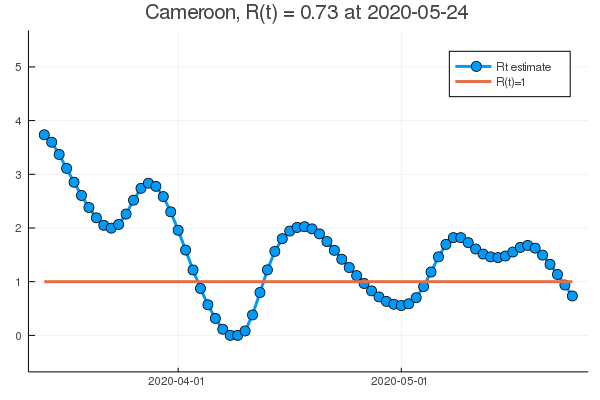 Cameroon, R(t) = 0.73 at 2020-05-24
Rt estimate
R(t)=1
5
4
3
2
1
0
2020-04-01
2020-05-01